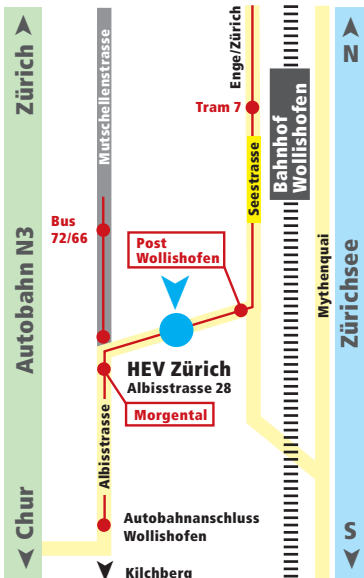 Zürich
Autobahn N3
Chur
Mutschellenstrasse
Enge/Zürich
Tram 7
Seestrasse
Bahnhof
Wollishofen
N
Zürichsee
S
Mythenquai
Bus
72/66
Post
Wollishofen
HEV Zürich
Albisstrasse 28
Morgental
Albisstrasse
Autobahnanschluss
Wollishofen
Kilchberg